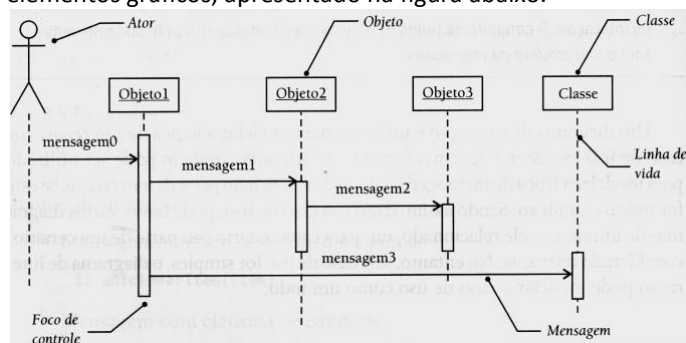 elementos gráficos, apresentado na figura abaixo:
Ator
Objeto
Classe
Objeto1
Objeto2
Objeto3
Classe
mensagem0
mensagem1
Linha de
vida
mensagem2
mensagem3
Foco de
controle
Mensagem